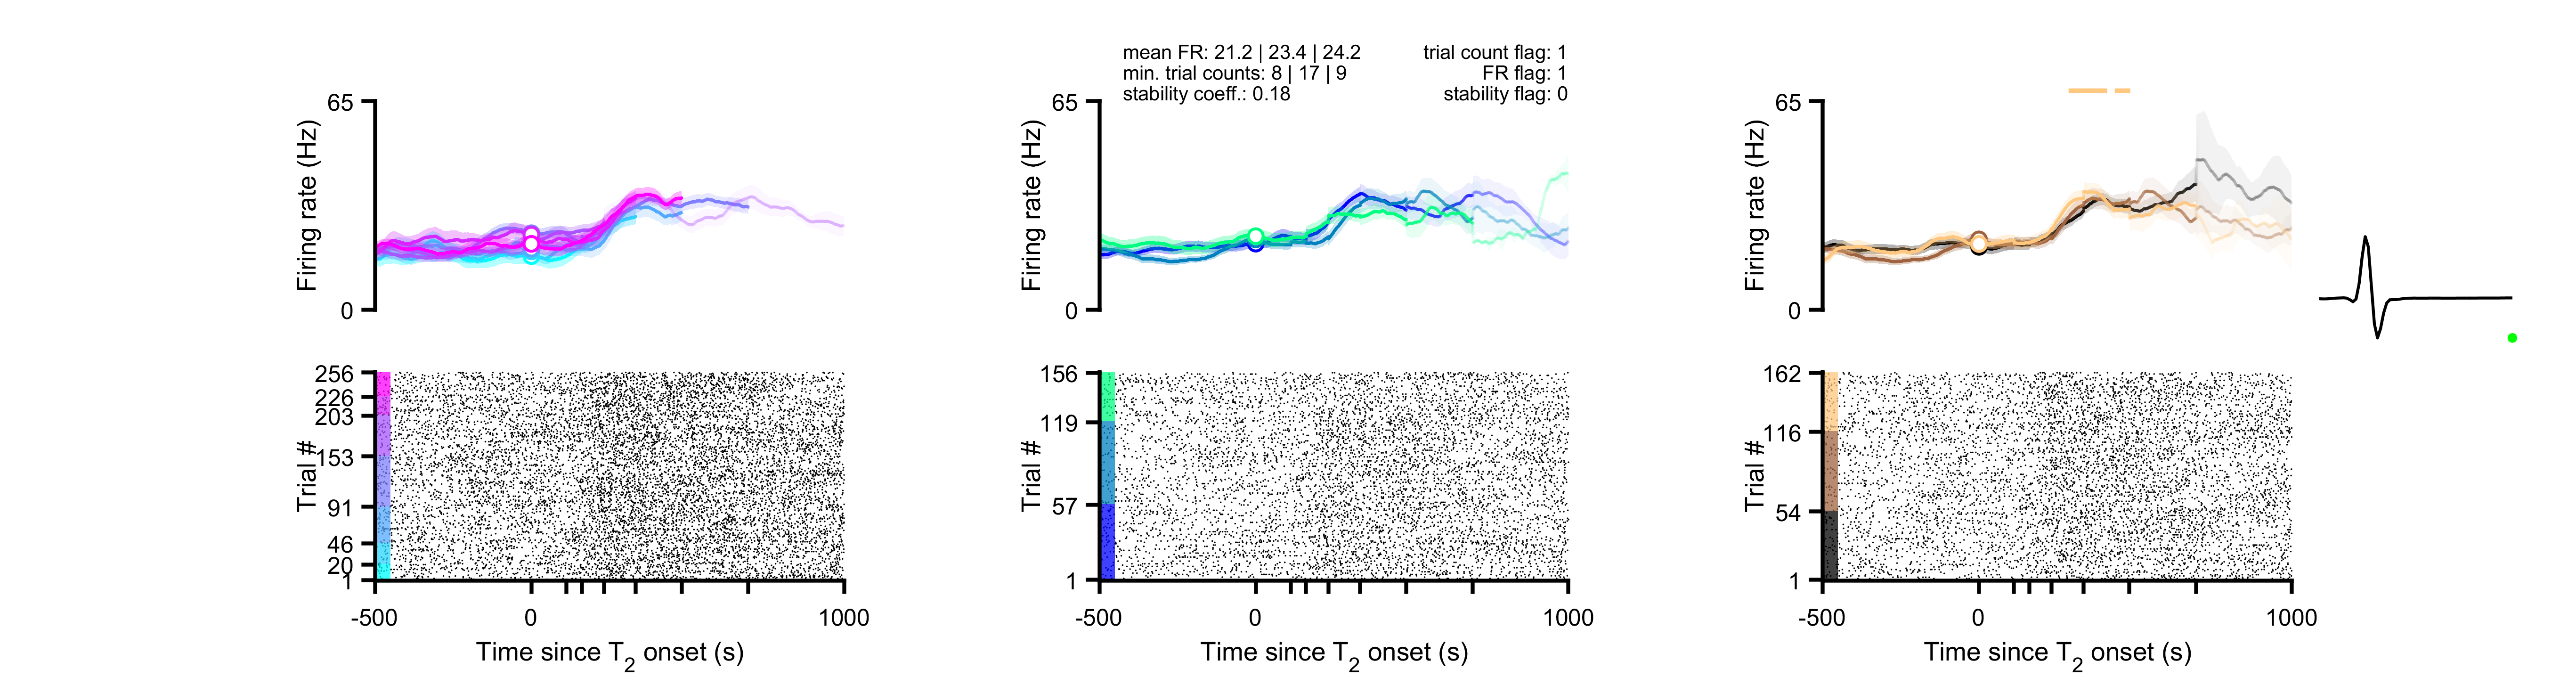 mean FR: 21.2 | 23.4 | 24.2
min. trial counts: 8 | 17 | 9
stability coeff.: 0.18
trial count flag: 1
FR flag: 1
stability flag: 0
65
Firing rate (Hz)
0
65
Firing rate (Hz)
0
65
Firing rate (Hz)
0
256
226
203
153
91
46
20
1
Trial #
-500
0
1000
Time since T2 onset (s)
156
119
57
1
Trial #
-500
0
1000
Time since T2 onset (s)
162
116
54
1
Trial #
-500
0
1000
Time since T2 onset (s)